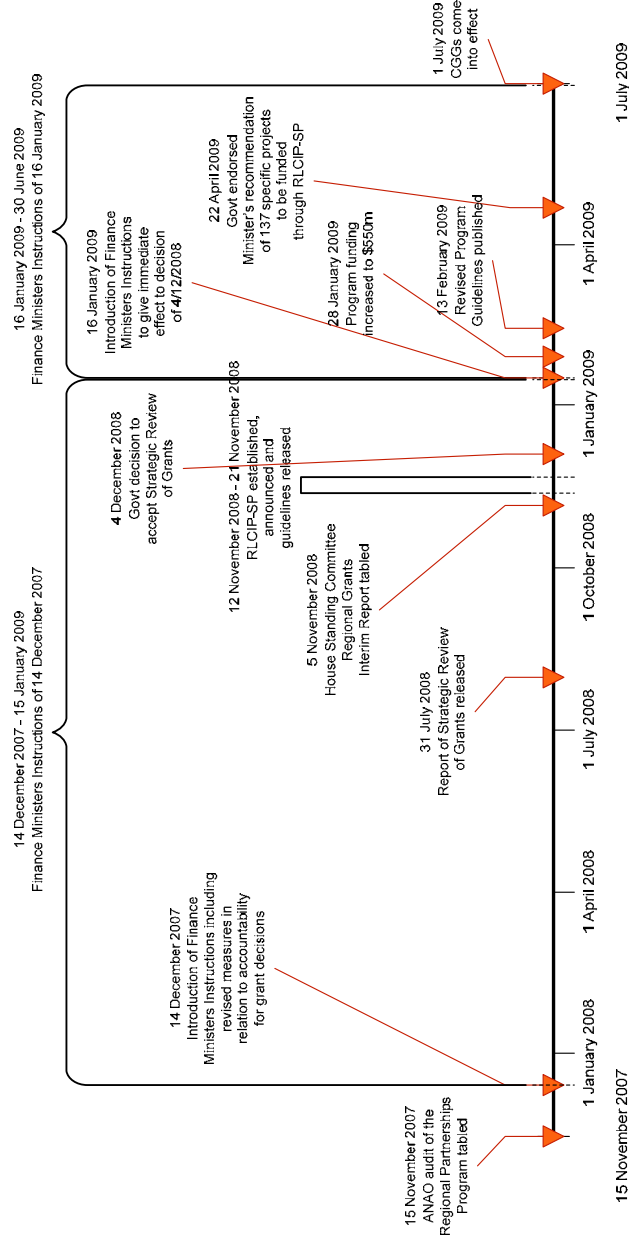 14 December 2007 - 15 January 2009
Finance Ministers Instructions of 14 December 2007
16 January 2009 - 30 June 2009
Finance Ministers Instructions of 16 January 2009
15 November 2007
ANAO audit of the
Regional Partnerships
Program tabled
14 December 2007
Introduction of Finance
Ministers Instructions including
revised measures in
relation to accountability
for grant decisions
31 July 2008
Report of Strategic Review
of Grants released
5 November 2008
House Standing Committee
Regional Grants
Interim Report tabled
12 November 2008 - 21 November 2008
RLCIP-SP established,
announced and
guidelines released
4 December 2008
Govt decision to
accept Strategic Review
of Grants
16 January 2009
Introduction of Finance
Ministers Instructions
to give immediate
effect to decision
of 4/12/2008
28 January 2009
Program funding
increased to $550m
13 February 2009
Revised Program
Guidelines published
22 April 2009
Govt endorsed
Minister's recommendation
of 137 specific projects
to be funded
through RLCIP-SP
1 July 2009
CGGs come
into effect
1 January 2008
1 April 2008
1 July 2008
1 October 2008
1 January 2009
1 April 2009
15 November 2007
1 July 2009